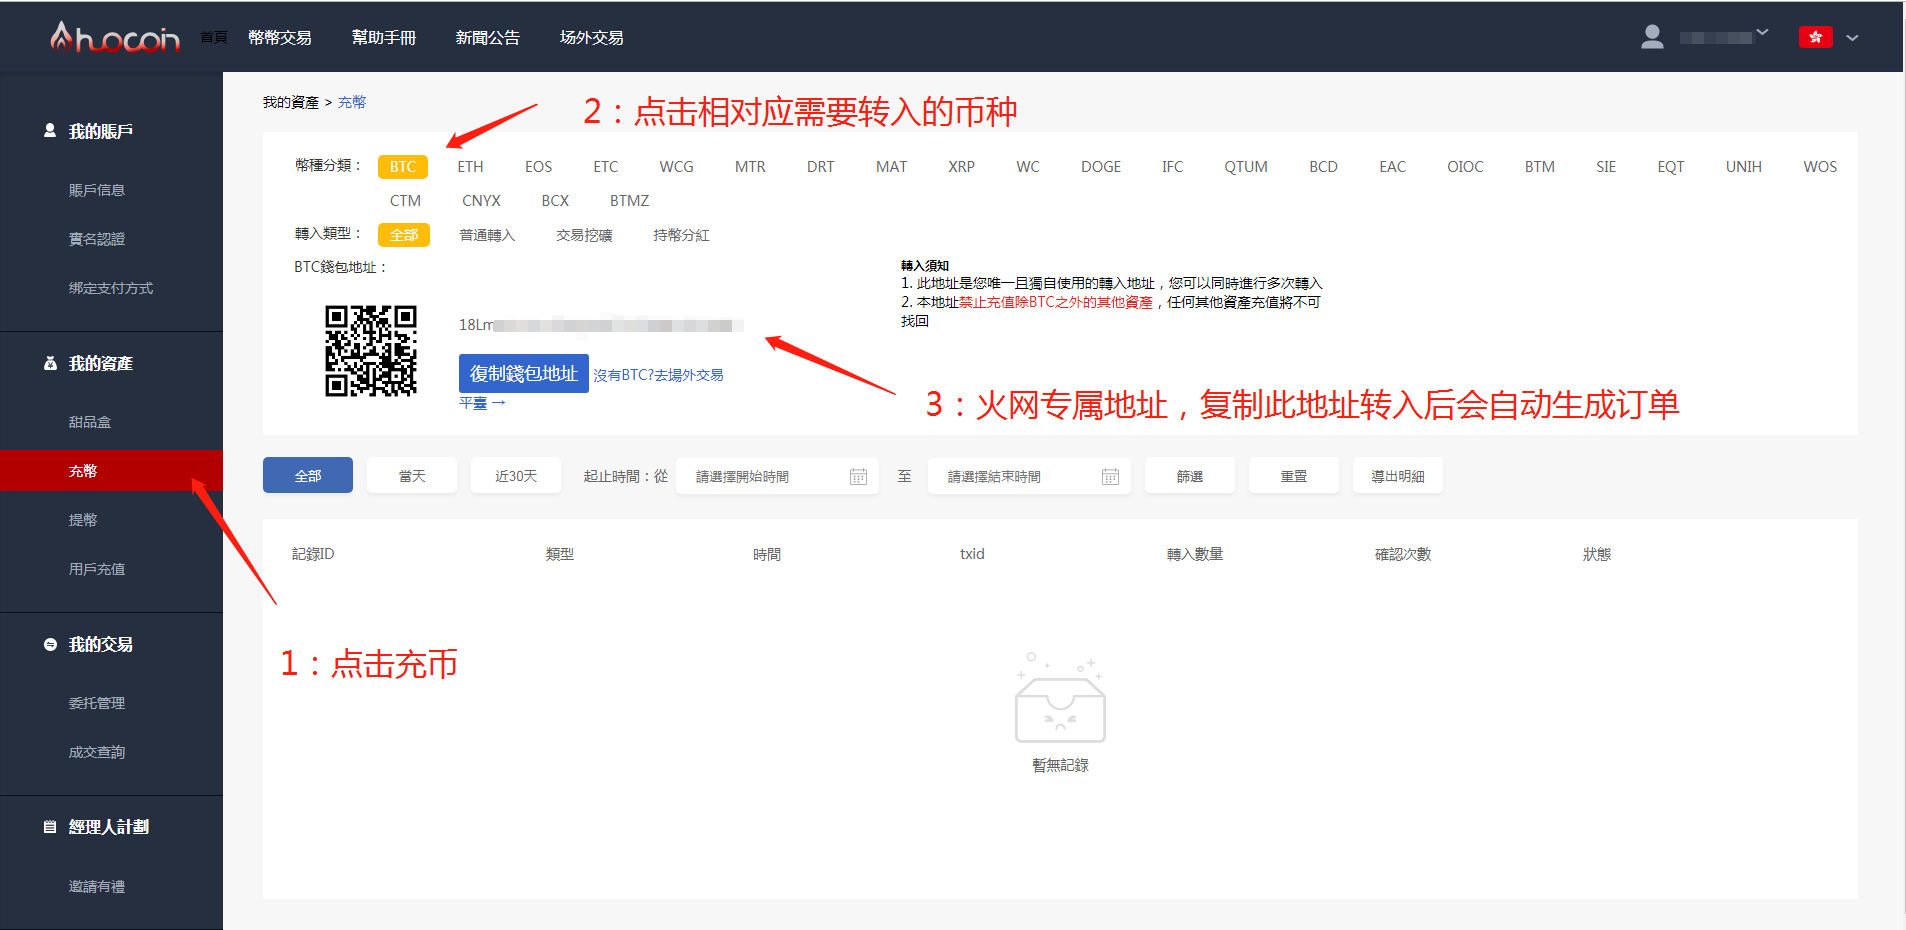 huocoin 首頁 幣幣交易 幫助手冊 新聞公告 场外交易
我的資產 > 充幣
2：点击相对应需要转入的币种
我的賬戶
賬戶信息
實名認證
绑定支付方式
我的資產
甜品盒
充幣
提幣
用戶充值
我的交易
委托管理
成交查詢
經理人計劃
邀請有禮
幣種分類： BTC ETH EOS ETC WCG MTR DRT MAT XRP WC DOGE IFC QTUM BCD EAC OIOC BTM SIE EQT UNIH WOS
CTM CNYX BCX BTMZ
轉入類型： 全部 普通轉入 交易挖礦 持幣分紅
BTC錢包地址：
18Lm
復制錢包地址 沒有BTC?去場外交易
平臺 →
轉入須知
1. 此地址是您唯一且獨自使用的轉入地址，您可以同時進行多次轉入
2. 本地址禁止充值除BTC之外的其他資產，任何其他資產充值將不可
找回
3：火网专属地址，复制此地址转入后会自动生成订单
全部 當天 近30天 起止時間：從 請選擇開始時間 至 請選擇結束時間 篩選 重置 導出明細
記錄ID 類型 時間 txid 轉入數量 確認次數 狀態
1：点击充币
暫無記錄